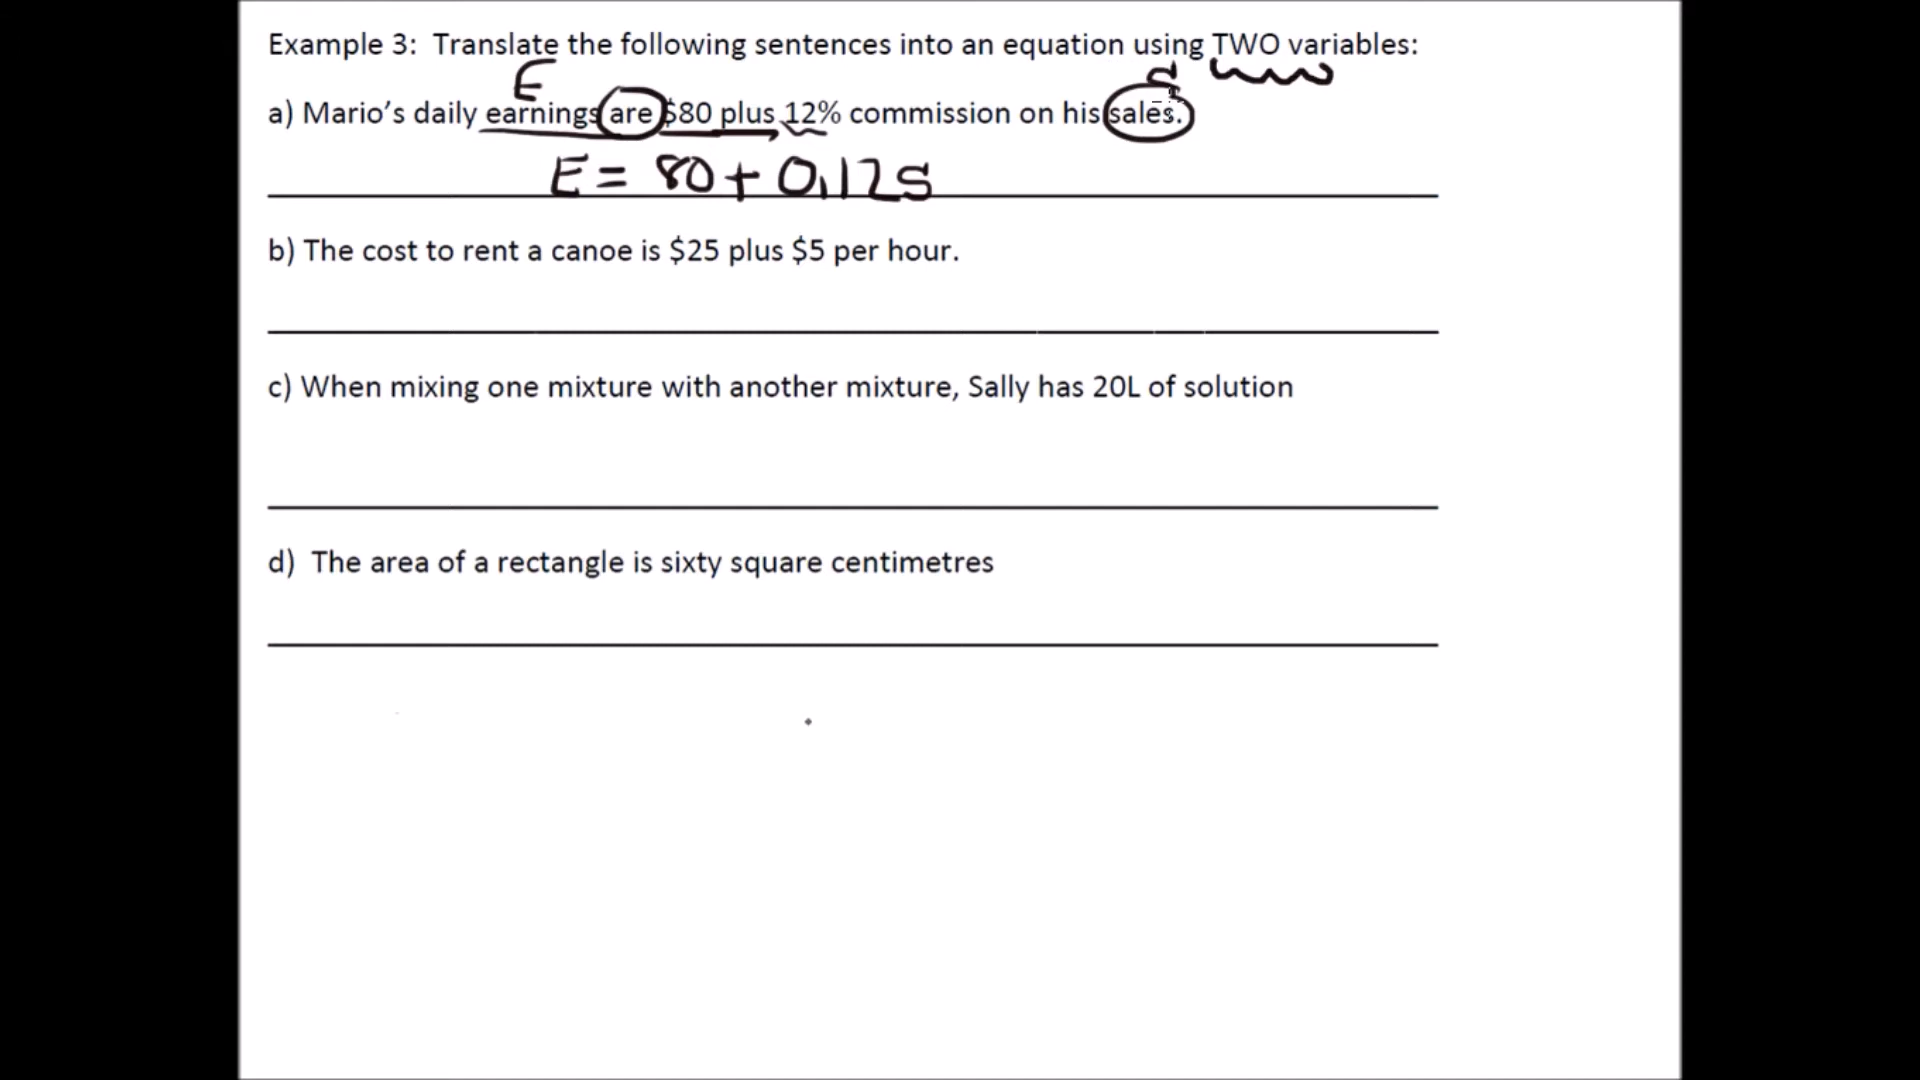 Example 3: Translate the following sentences into an equation using TWO variables:
E S
a) Mario’s daily earnings are $80 plus 12% commission on his sales.
E = 80 + 0.12S
b) The cost to rent a canoe is $25 plus $5 per hour.
c) When mixing one mixture with another mixture, Sally has 20L of solution
d) The area of a rectangle is sixty square centimetres